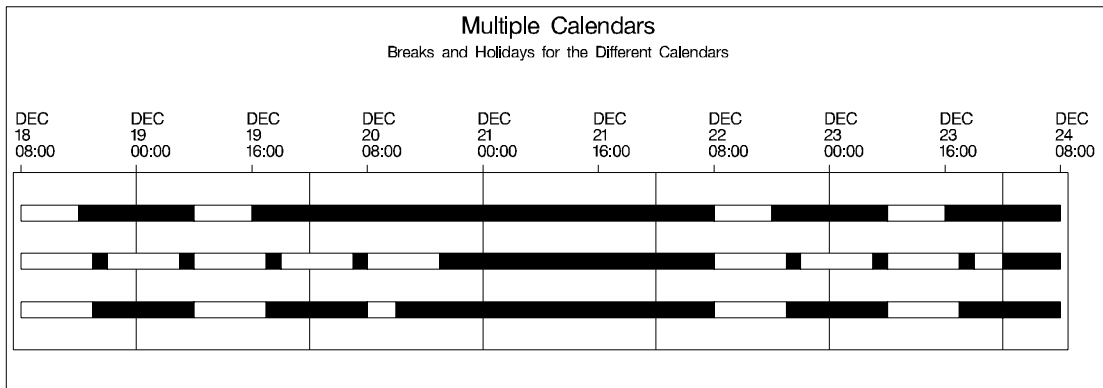 Multiple Calendars
Breaks and Holidays for the Different Calendars
DEC DEC DEC DEC DEC DEC DEC DEC DEC DEC
18 19 19 20 21 21 22 23 23 24
08:00 00:00 16:00 08:00 00:00 16:00 08:00 00:00 16:00 08:00